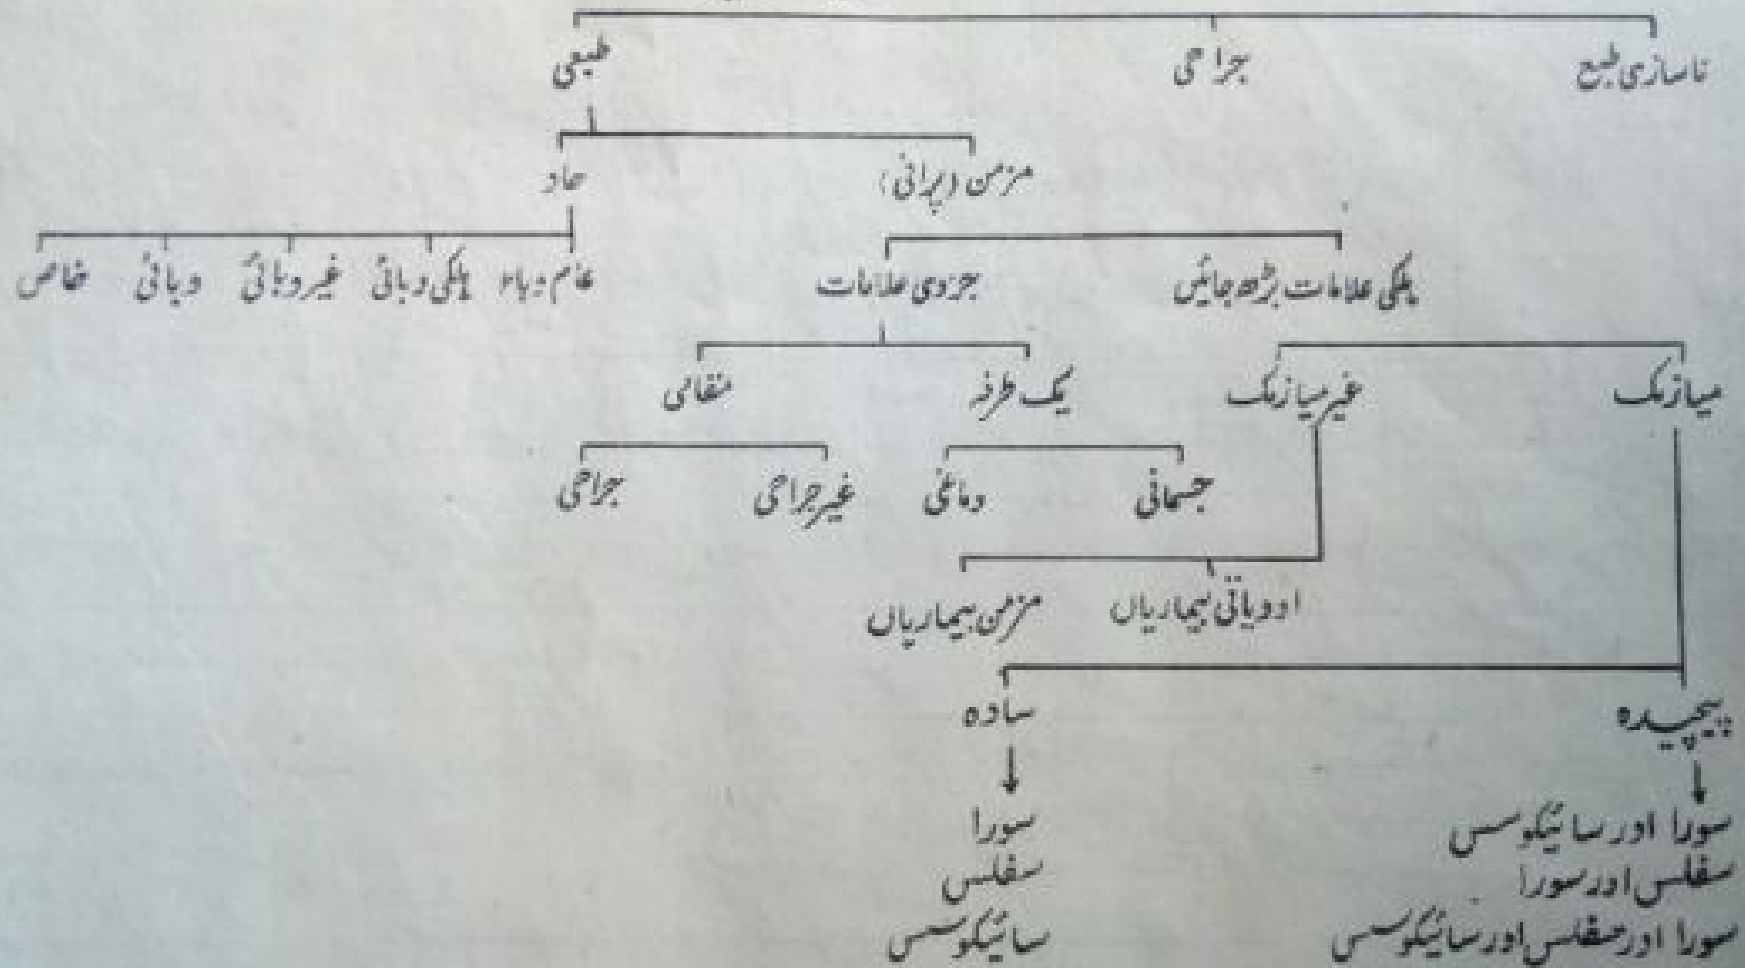 ناسازی طبع جراحی طبعی
مزمن (پرانی) حاد
ہلکی علامات بڑھ جائیں جزوی علامات عام وباء ہلکی وبائی غیر وبائی وبائی خاص
میازمک غیر میازمک یک طرفہ مقامی
جسمانی دماغی غیر جراحی جراحی
ادویاتی بیماریاں مزمن بیماریاں
پیچیدہ سادہ
سورا اور سائیکوسس سورا
سفلس اور سورا سفلس
سورا اور سفلس اور سائیکوسس سائیکوسس